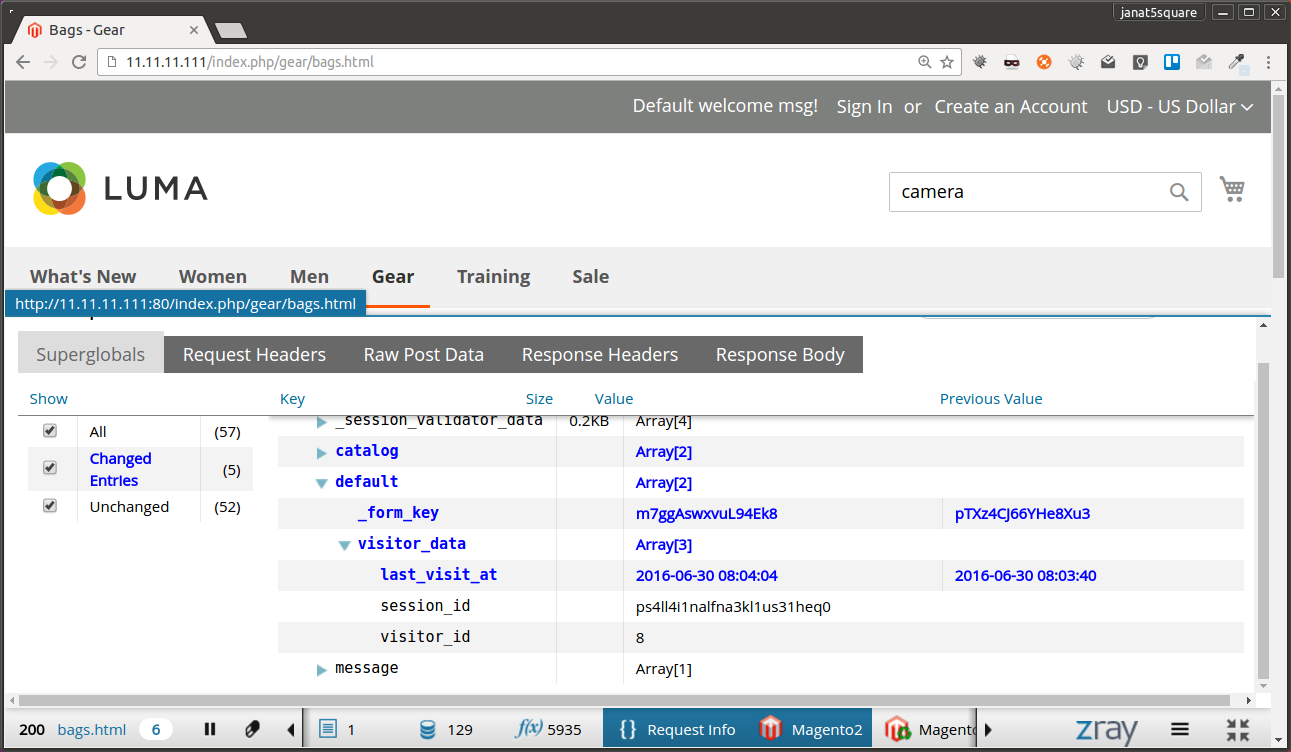 janat5square
Bags - Gear
11.11.11.111/index.php/gear/bags.html
Default welcome msg! Sign In or Create an Account USD - US Dollar
LUMA
camera
What's New Women Men Gear Training Sale
http://11.11.11.111:80/index.php/gear/bags.html
Superglobals Request Headers Raw Post Data Response Headers Response Body
Show Key Size Value Previous Value
All (57)
Changed Entries (5)
Unchanged (52)
_session_validator_data 0.2KB Array[4]
catalog Array[2]
default Array[2]
_form_key m7ggAswxvuL94Ek8 pTXz4CJ66YHe8Xu3
visitor_data Array[3]
last_visit_at 2016-06-30 08:04:04 2016-06-30 08:03:40
session_id ps4ll4i1nalfna3kl1us31heq0
visitor_id 8
message Array[1]
200 bags.html 6 1 129 f(x) 5935 {} Request Info Magento2 Magento zray